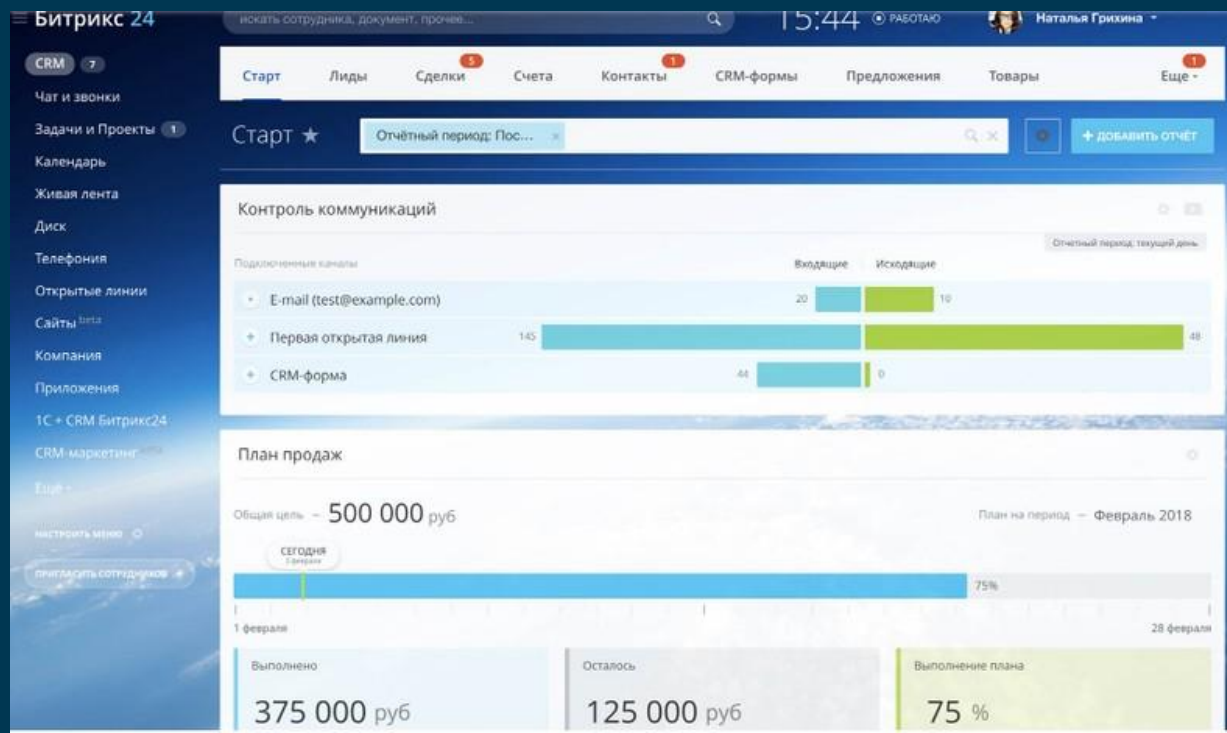 Битрикс 24
искать сотрудника, документ, прочее...
15:44
РАБОТАЮ
Наталья Грихина
CRM 7
Чат и звонки
Задачи и Проекты 1
Календарь
Живая лента
Диск
Телефония
Открытые линии
Сайты beta
Компания
Приложения
1С + CRM Битрикс24
CRM-маркетинг
Ещё
НАСТРОИТЬ МЕНЮ
ПРИГЛАСИТЬ СОТРУДНИКОВ +
Старт Лиды Сделки 5 Счета Контакты 1 CRM-формы Предложения Товары Еще 1
Старт ★
Отчётный период: Пос... ×
+ ДОБАВИТЬ ОТЧЁТ
Контроль коммуникаций
Отчетный период: текущий день
Подключенные каналы Входящие Исходящие
E-mail (test@example.com) 20 10
+ Первая открытая линия 145 48
+ CRM-форма 44 0
План продаж
Общая цель – 500 000 руб
План на период – Февраль 2018
СЕГОДНЯ
75%
1 февраля 28 февраля
Выполнено
375 000 руб
Осталось
125 000 руб
Выполнение плана
75 %